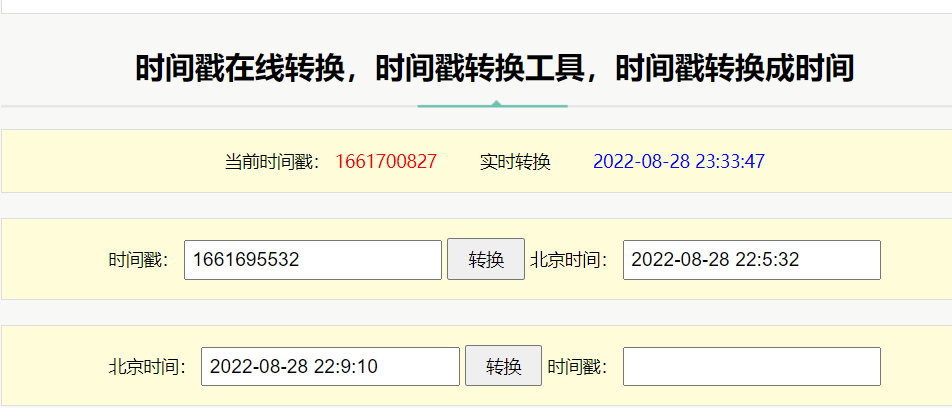 时间戳在线转换，时间戳转换工具，时间戳转换成时间
当前时间戳： 1661700827 实时转换 2022-08-28 23:33:47
时间戳： 1661695532 转换 北京时间： 2022-08-28 22:5:32
北京时间： 2022-08-28 22:9:10 转换 时间戳：